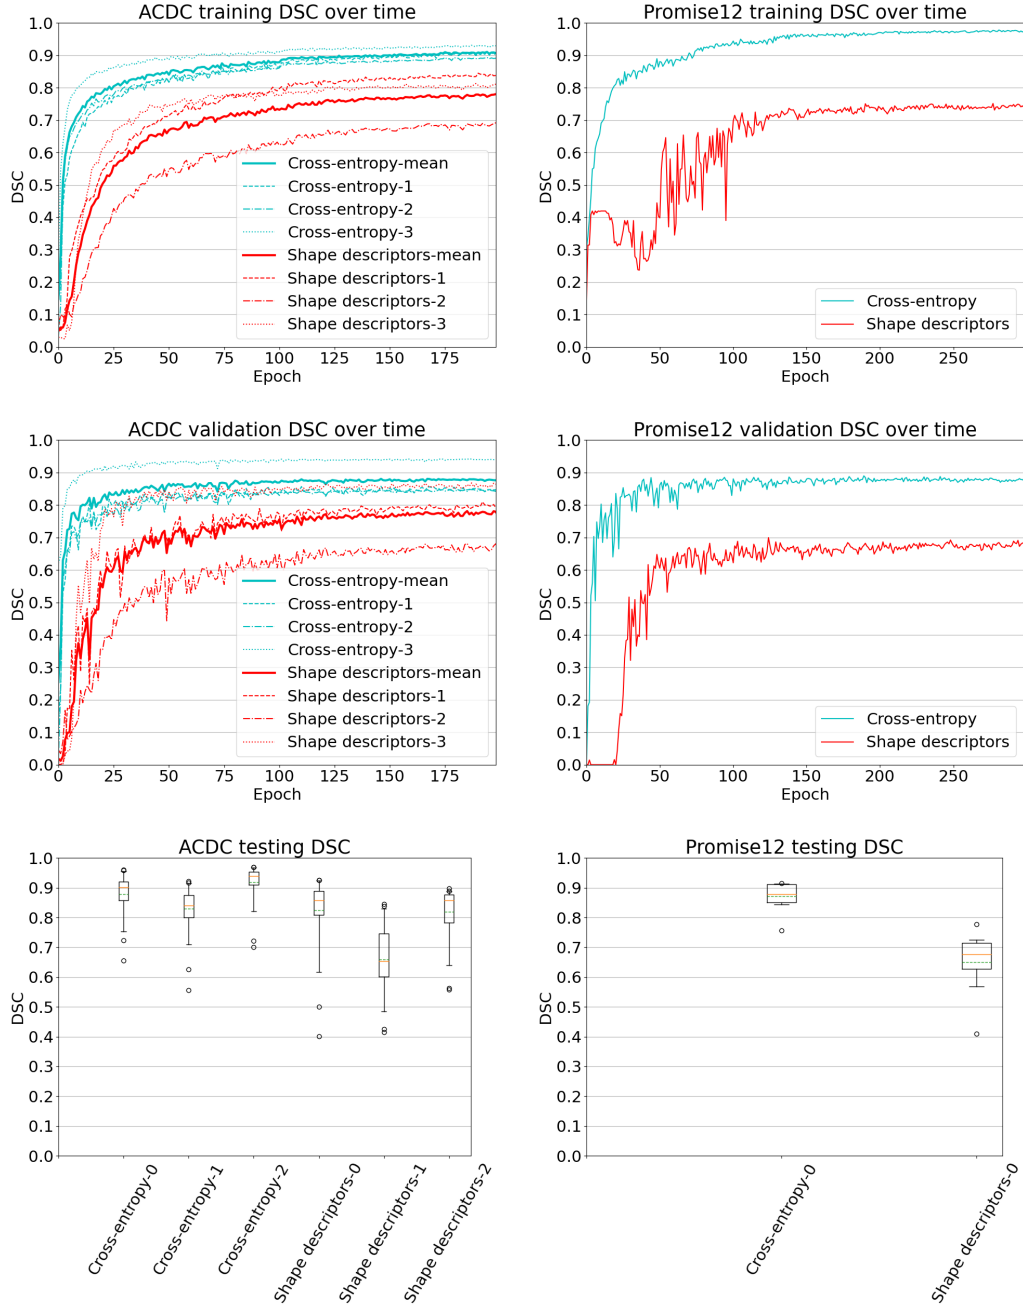 ACDC training DSC over time
DSC
1.0
0.9
0.8
0.7
0.6
0.5
0.4
0.3
0.2
0.1
0.0
0 25 50 75 100 125 150 175
Epoch
Cross-entropy-mean
Cross-entropy-1
Cross-entropy-2
Cross-entropy-3
Shape descriptors-mean
Shape descriptors-1
Shape descriptors-2
Shape descriptors-3
Promise12 training DSC over time
DSC
1.0
0.9
0.8
0.7
0.6
0.5
0.4
0.3
0.2
0.1
0.0
0 50 100 150 200 250
Epoch
Cross-entropy
Shape descriptors
ACDC validation DSC over time
DSC
1.0
0.9
0.8
0.7
0.6
0.5
0.4
0.3
0.2
0.1
0.0
0 25 50 75 100 125 150 175
Epoch
Cross-entropy-mean
Cross-entropy-1
Cross-entropy-2
Cross-entropy-3
Shape descriptors-mean
Shape descriptors-1
Shape descriptors-2
Shape descriptors-3
Promise12 validation DSC over time
DSC
1.0
0.9
0.8
0.7
0.6
0.5
0.4
0.3
0.2
0.1
0.0
0 50 100 150 200 250
Epoch
Cross-entropy
Shape descriptors
ACDC testing DSC
DSC
1.0
0.9
0.8
0.7
0.6
0.5
0.4
0.3
0.2
0.1
0.0
Cross-entropy-0
Cross-entropy-1
Cross-entropy-2
Shape descriptors-0
Shape descriptors-1
Shape descriptors-2
Promise12 testing DSC
DSC
1.0
0.9
0.8
0.7
0.6
0.5
0.4
0.3
0.2
0.1
0.0
Cross-entropy-0
Shape descriptors-0